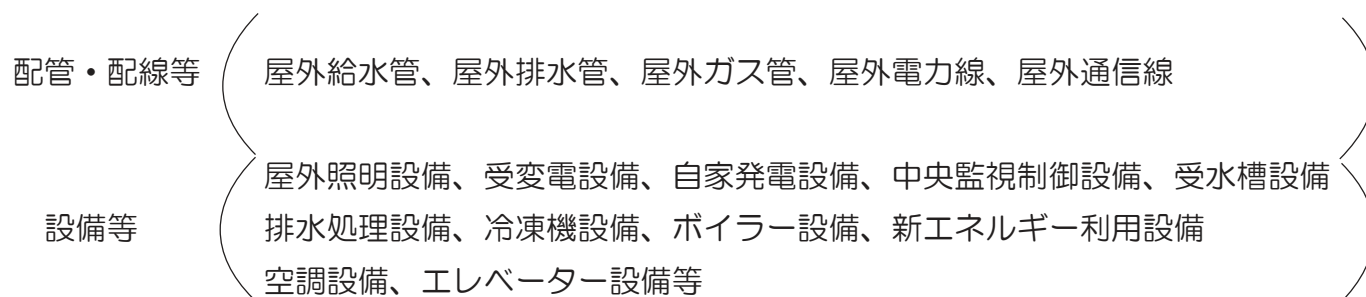 配管・配線等 屋外給水管、屋外排水管、屋外ガス管、屋外電力線、屋外通信線
屋外照明設備、受変電設備、自家発電設備、中央監視制御設備、受水槽設備
設備等 排水処理設備、冷凍機設備、ボイラー設備、新エネルギー利用設備
空調設備、エレベーター設備等